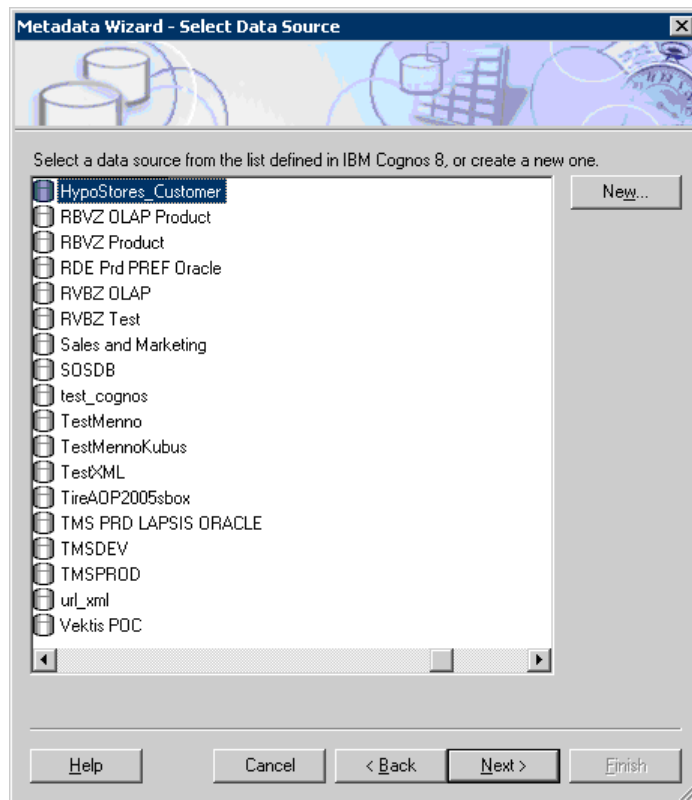 Metadata Wizard - Select Data Source
Select a data source from the list defined in IBM Cognos 8, or create a new one.
HypoStores_Customer
New...
RBVZ OLAP Product
RBVZ Product
RDE Prd PREF Oracle
RVBZ OLAP
RVBZ Test
Sales and Marketing
SOSDB
test_cognos
TestMenno
TestMennoKubus
TestXML
TireAOP2005sbox
TMS PRD LAPSIS ORACLE
TMSDEV
TMSPROD
url_xml
Vektis POC
Help Cancel < Back Next > Finish